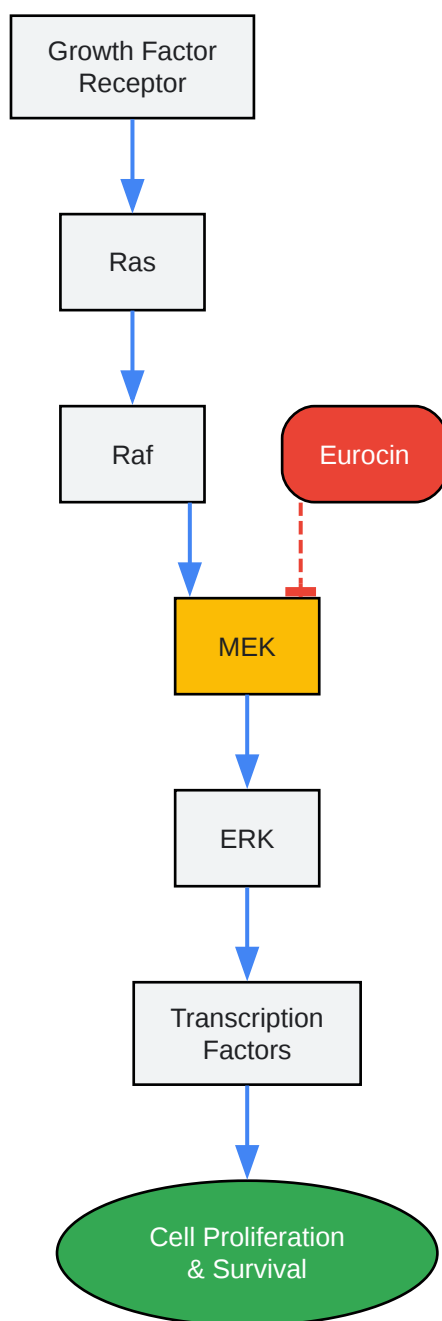 Growth Factor
Receptor
Ras
Raf
Eurocin
MEK
ERK
Transcription
Factors
Cell Proliferation
& Survival